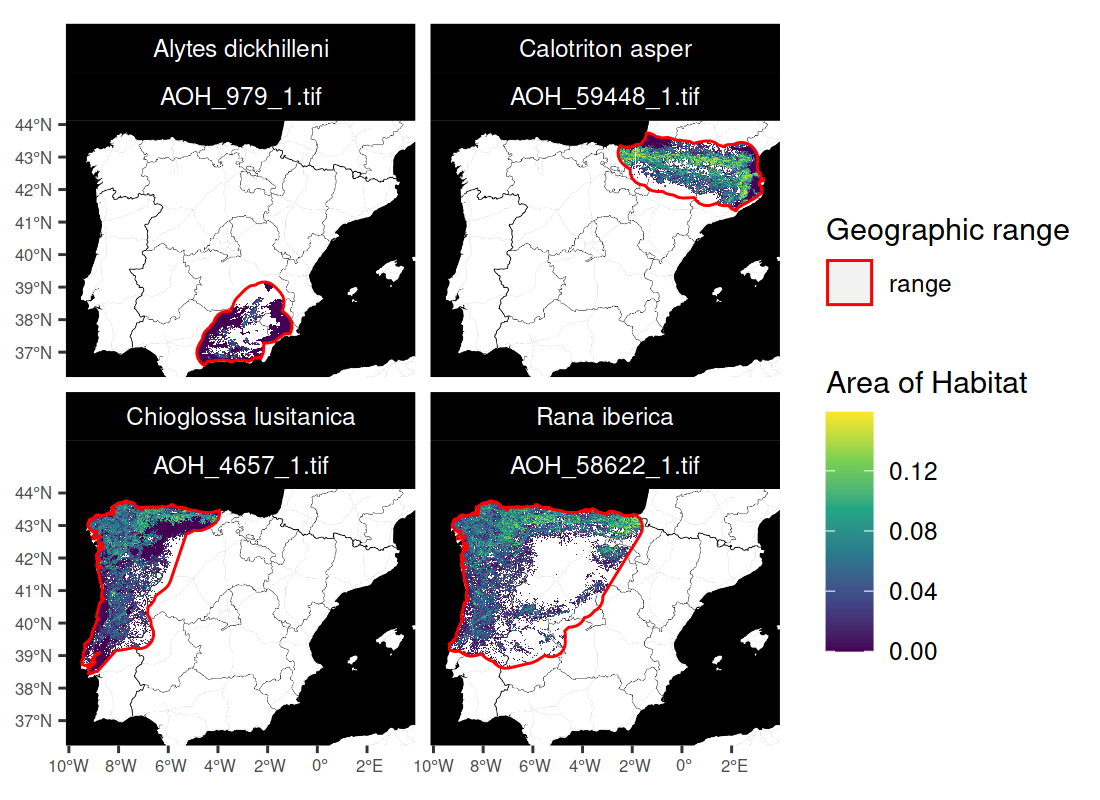 Alytes dickhilleni
Calotriton asper
AOH_979_1.tif
AOH_59448_1.tif
44°N
43°N
42°N
41°N
40°N
39°N
38°N
37°N
Chioglossa lusitanica
Rana iberica
AOH_4657_1.tif
AOH_58622_1.tif
44°N
43°N
42°N
41°N
40°N
39°N
38°N
37°N
10°W 8°W 6°W 4°W 2°W 0° 2°E
10°W 8°W 6°W 4°W 2°W 0° 2°E
Geographic range
range
Area of Habitat
0.12
0.08
0.04
0.00